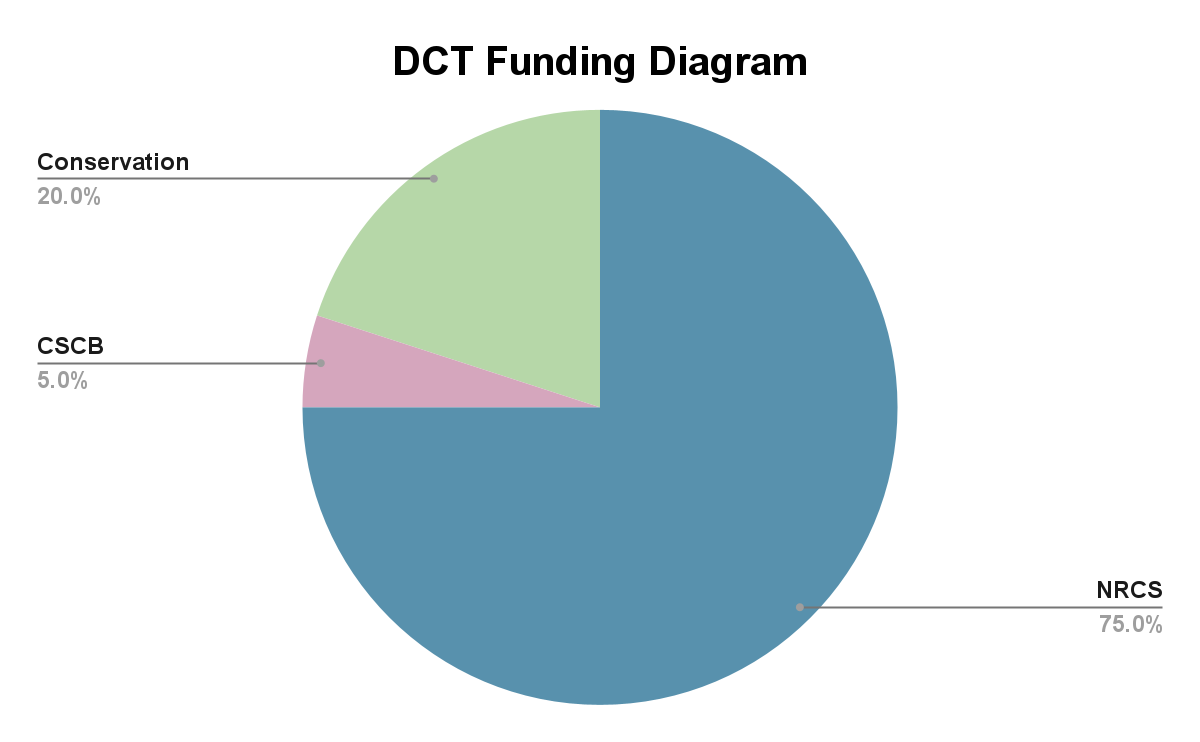 DCT Funding Diagram
Conservation
20.0%
CSCB
5.0%
NRCS
75.0%